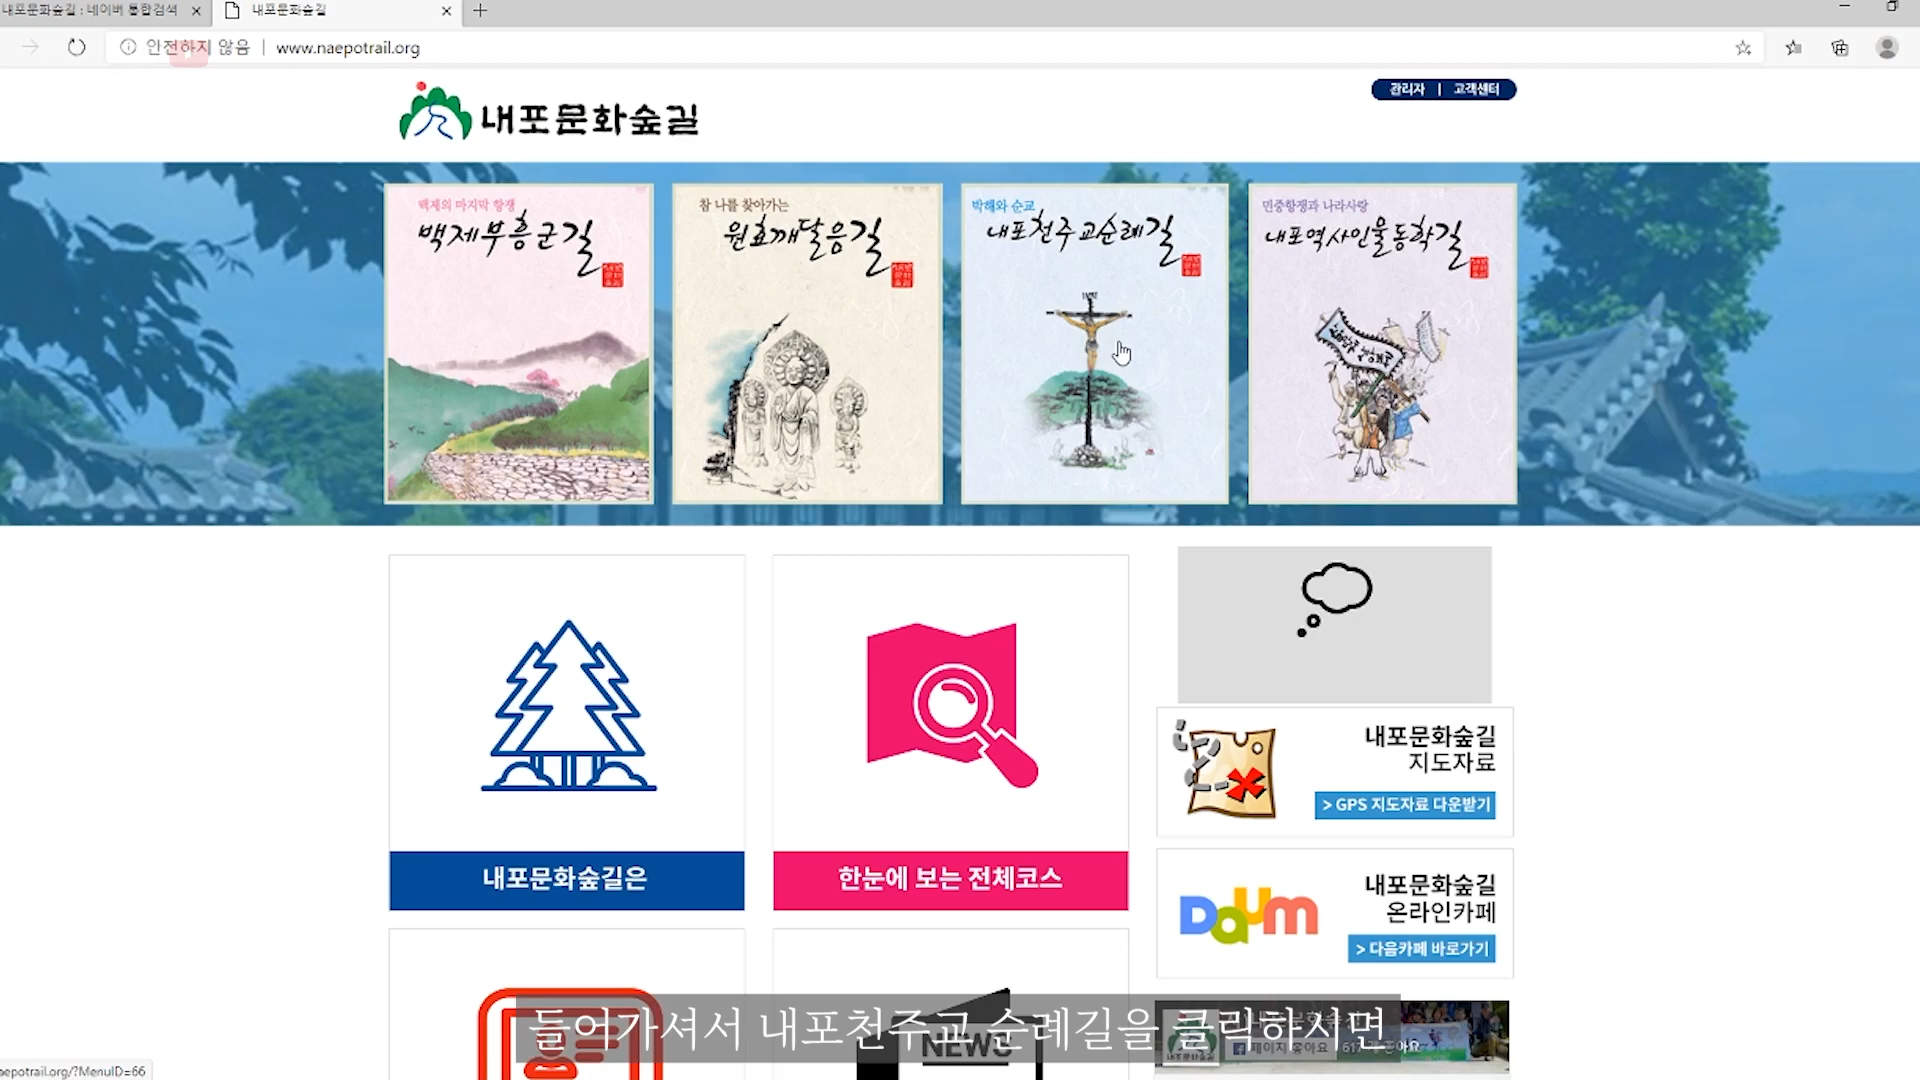 내포문화숲길 : 네이버 통합검색
내포문화숲길
안전하지 않음 | www.naepotrail.org
내포문화숲길
관리자 | 고객센터
백제의 마지막 항쟁
백제부흥군길
참 나를 찾아가는
원효깨달음길
박해와 순교
내포천주교순례길
민중항쟁과 나라사랑
내포역사인물동학길
내포문화숲길
지도자료
> GPS 지도자료 다운받기
내포문화숲길은
한눈에 보는 전체코스
내포문화숲길
온라인카페
Daum
> 다음카페 바로가기
NEWS
들어가셔서 내포천주교 순례길을 클릭하시면
페이지 좋아요
aepotrail.org/?MenuID=66